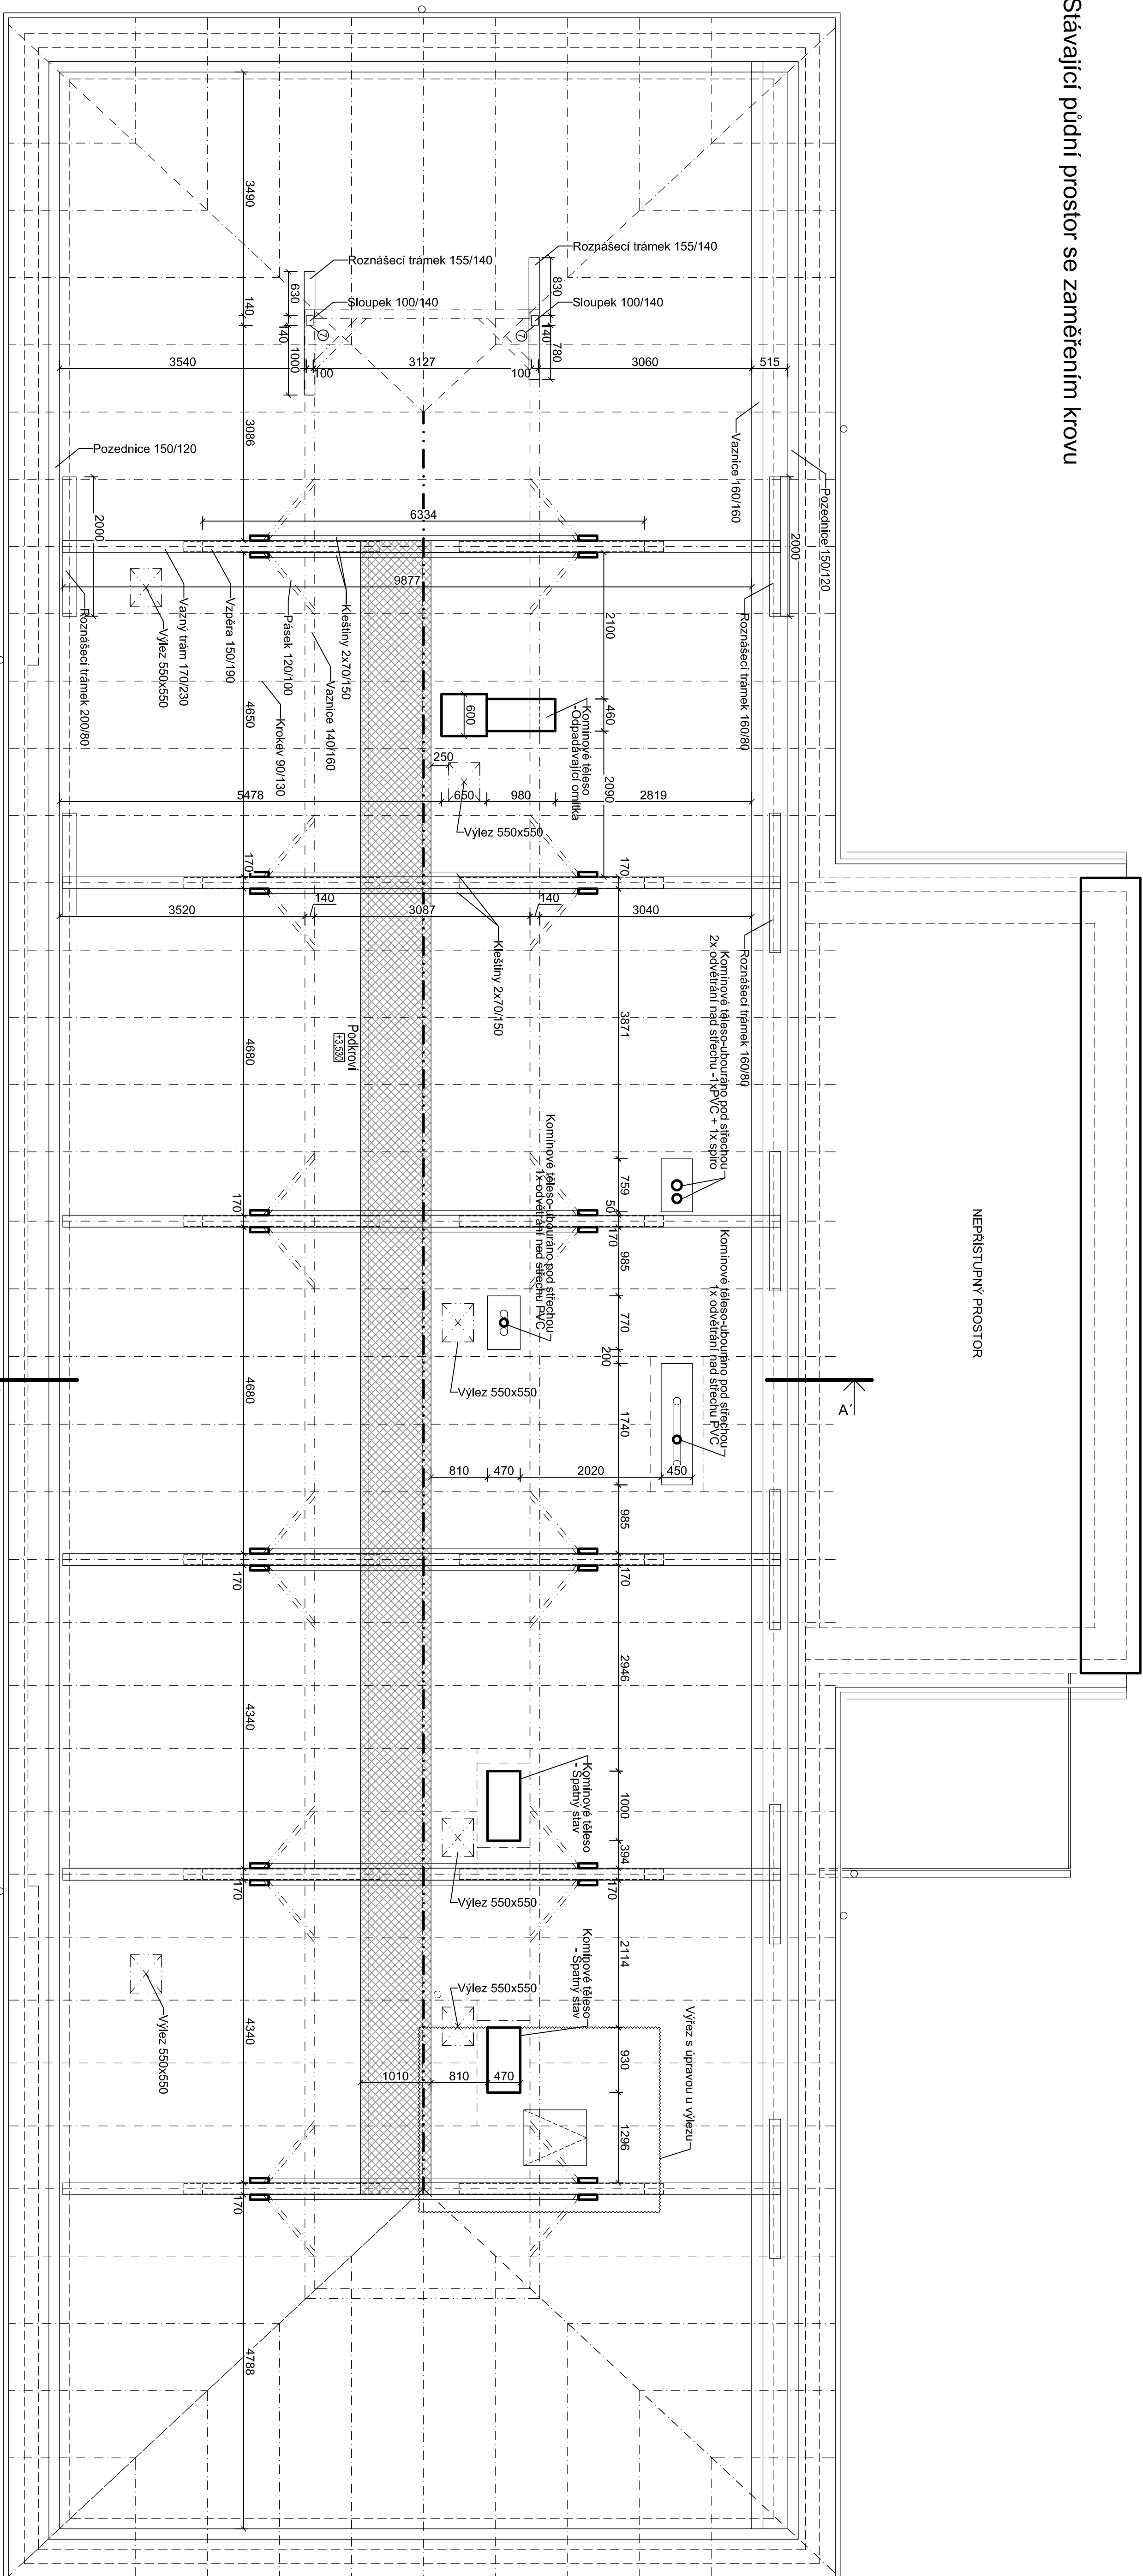 Stávající půdní prostor se zaměřením krovu
3490
140
3086
4650
170
4680
170
4680
170
4340
170
4340
170
4788
Roznášecí trámek 155/140
Roznášecí trámek 155/140
Sloupek 100/140
Sloupek 100/140
630
140
1000
830
140
780
7
7
3540
100
3127
100
3060
515
Pozednice 150/120
Vaznice 160/160
Pozednice 150/120
2000
2000
6334
9877
Roznášecí trámek 200/80
Vazný trám 170/230
Výlez 550x550
Vzpěra 150/190
Pásek 120/100
Krokev 90/130
Vaznice 140/160
Kleštiny 2x70/150
Roznášecí trámek 160/80
2100
460
2090
600
Komínové těleso
-Odpadávající omítka
250
5478
650
980
2819
Výlez 550x550
170
3520
140
3087
140
3040
Kleštiny 2x70/150
Roznášecí trámek 160/80
Podkroví
+3.530
3871
759
50
170
985
770
200
1740
985
170
2946
1000
394
170
2114
930
1296
Komínové těleso-ubouráno pod střechou
2x odvětrání nad střechu -1xPVC + 1x spiro
Komínové těleso-ubouráno pod střechou
1x odvětrání nad střechu PVC
Komínové těleso-ubouráno pod střechou
1x odvětrání nad střechu PVC
NEPŘÍSTUPNÝ PROSTOR
Výlez 550x550
A´
810
470
2020
450
Komínové těleso
- Špatný stav
Výlez 550x550
Komínové těleso
- Špatný stav
Výlez 550x550
Výřez s úpravou u výlezu
Výlez 550x550
1010
810
470